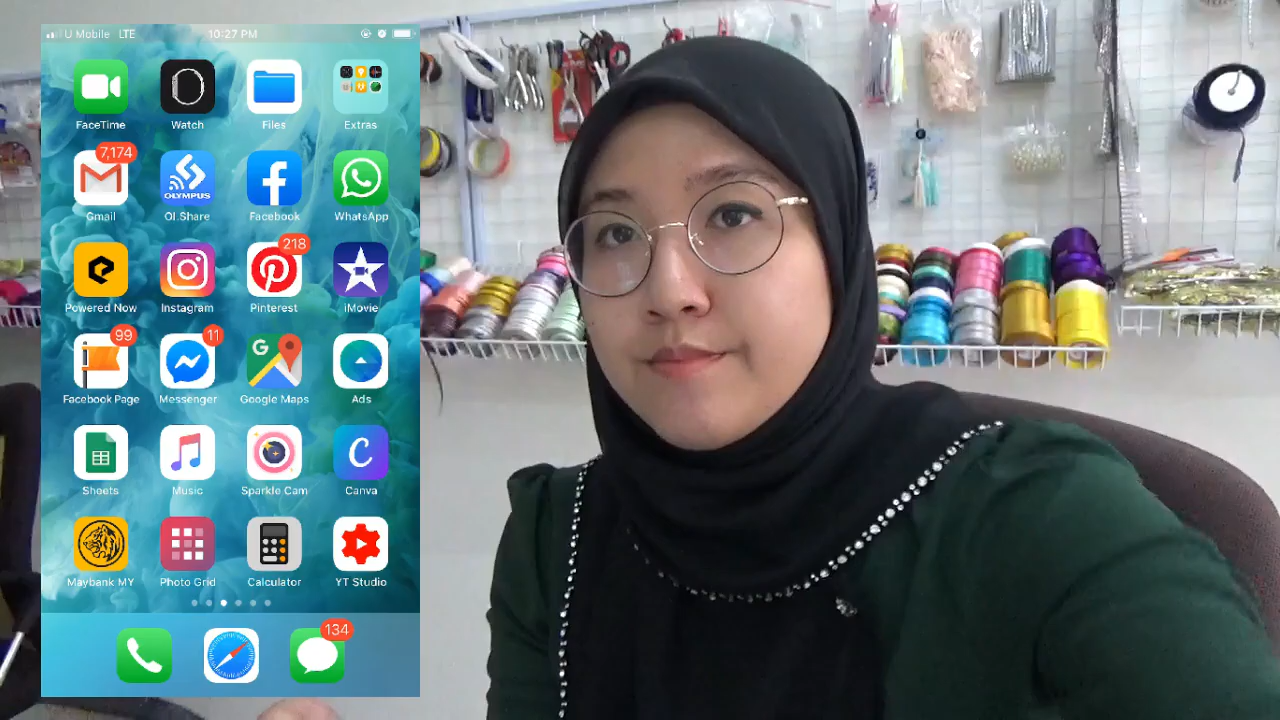 U Mobile LTE 10:27 PM
FaceTime Watch Files Extras
7,174
OLYMPUS
Gmail OI.Share Facebook WhatsApp
218
Powered Now Instagram Pinterest iMovie
99 11
G
Facebook Page Messenger Google Maps Ads
C
Sheets Music Sparkle.Cam Canva
Maybank MY Photo Grid Calculator YT Studio
134